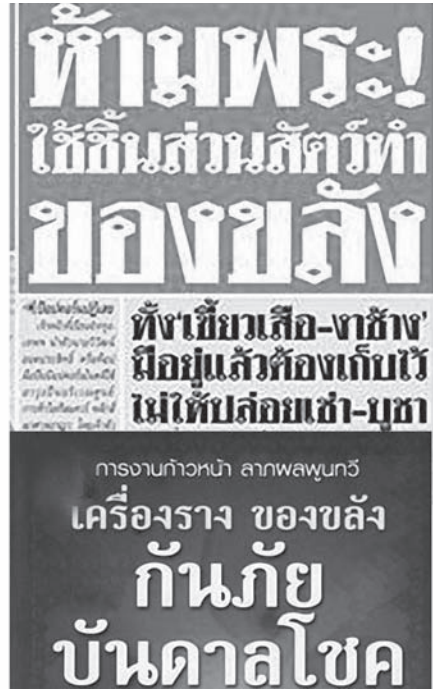 ห้ามพระ!
ใช้ชิ้นส่วนสัตว์ทำ
ของขลัง
ทั้ง'เขี้ยวเสือ-งาช้าง'
มีอยู่แล้วต้องเก็บไว้
ไม่ให้ปล่อยเช่า-บูชา
การงานก้าวหน้า ลาภผลพูนทวี
เครื่องราง ของขลัง
กันภัย
บันดาลโชค